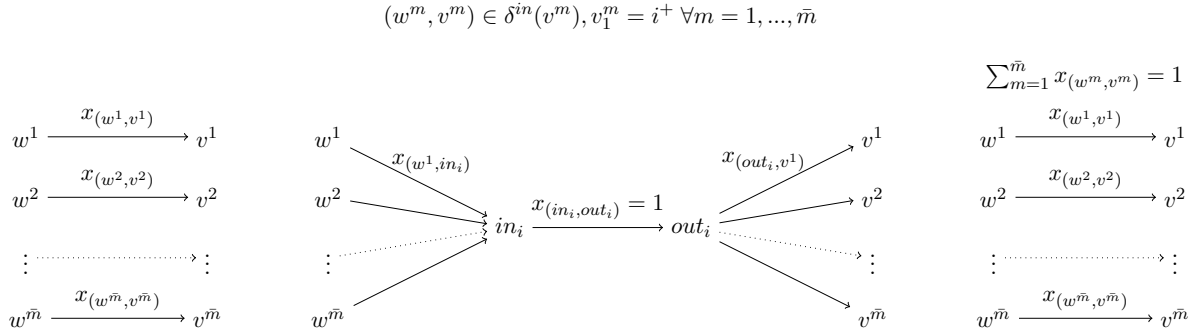 (w^m, v^m) ∈ δ^{in}(v^m), v_1^m = i^+ ∀m = 1, ..., m̄
∑_{m=1}^{m̄} x_{(w^m,v^m)} = 1
w^1 x_{(w^1,v^1)} v^1
w^2 x_{(w^2,v^2)} v^2
⋮ ⋮
w^{m̄} x_{(w^{m̄},v^{m̄})} v^{m̄}
w^1 x_{(w^1,in_i)}
w^2
⋮
w^{m̄}
in_i x_{(in_i,out_i)} = 1 out_i
x_{(out_i,v^1)} v^1
v^2
⋮
v^{m̄}
w^1 x_{(w^1,v^1)} v^1
w^2 x_{(w^2,v^2)} v^2
⋮ ⋮
w^{m̄} x_{(w^{m̄},v^{m̄})} v^{m̄}